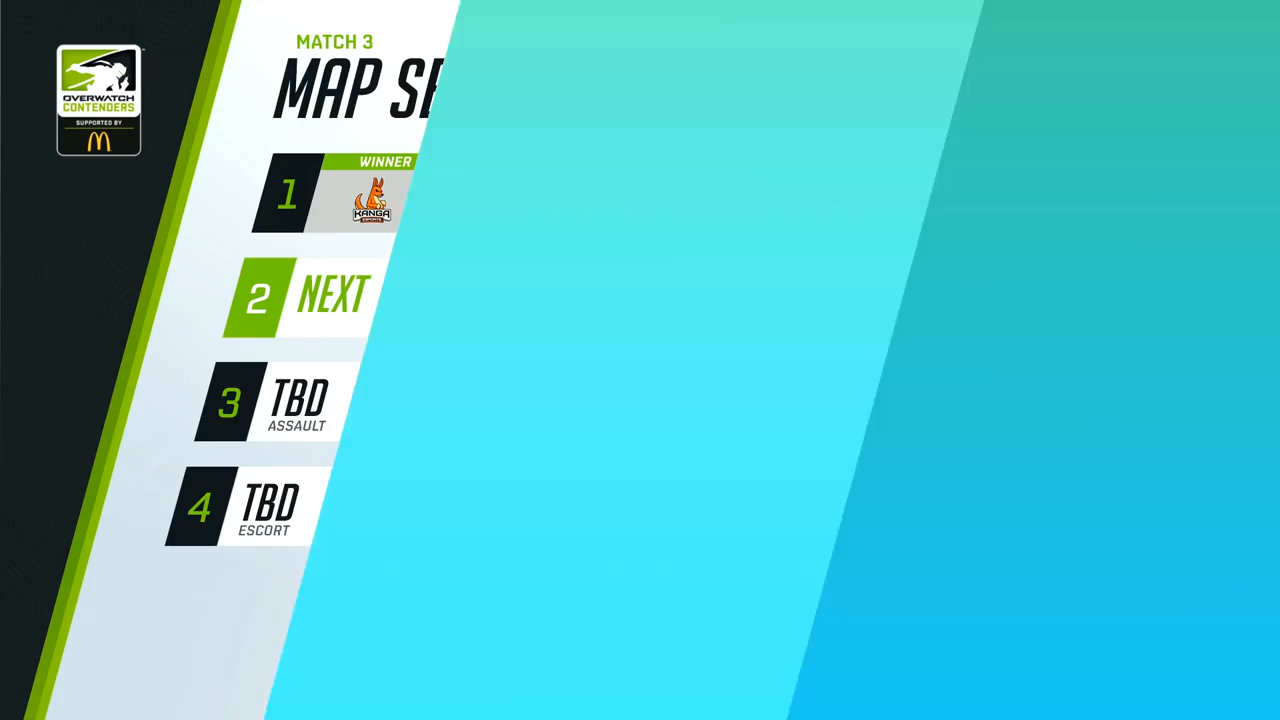 OVERWATCH
CONTENDERS
SUPPORTED BY
MATCH 3
MAP SE
1
WINNER
KANGA
ESPORTS
2
NEXT
3
TBD
ASSAULT
4
TBD
ESCORT